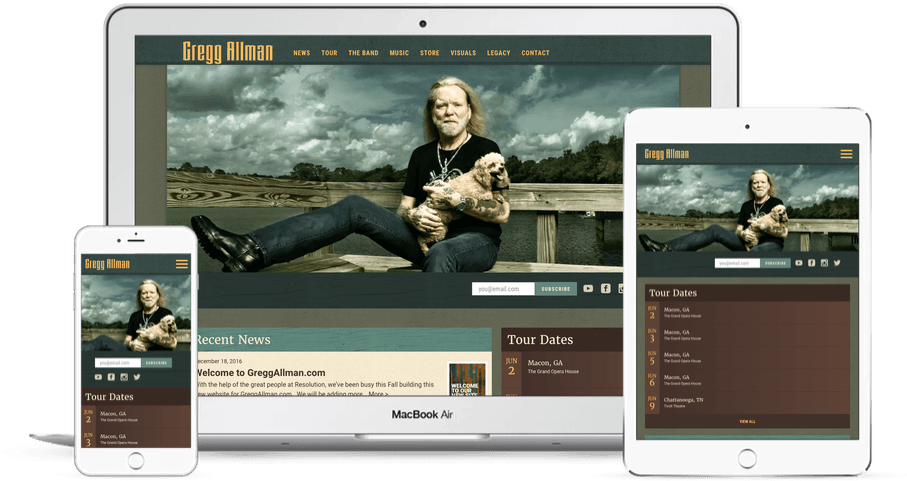 Gregg Allman
NEWS TOUR THE BAND MUSIC STORE VISUALS LEGACY CONTACT
you@email.com SUBSCRIBE
Recent News
December 18, 2016
Welcome to GreggAllman.com
With the help of the great people at Resolution, we've been busy this Fall building this
new website for GreggAllman.com. We will be adding more... More >
WELCOME
TO OUR
NEW SITE
Tour Dates
JUN
2
Macon, GA
The Grand Opera House
MacBook Air
Gregg Allman
you@email.com SUBSCRIBE
Tour Dates
JUN
2
Macon, GA
The Grand Opera House
JUN
3
Macon, GA
The Grand Opera House
Gregg Allman
you@email.com SUBSCRIBE
Tour Dates
JUN
2
Macon, GA
The Grand Opera House
JUN
3
Macon, GA
The Grand Opera House
JUN
5
Macon, GA
The Grand Opera House
JUN
6
Macon, GA
The Grand Opera House
JUN
9
Chattanooga, TN
Tivoli Theatre
VIEW ALL